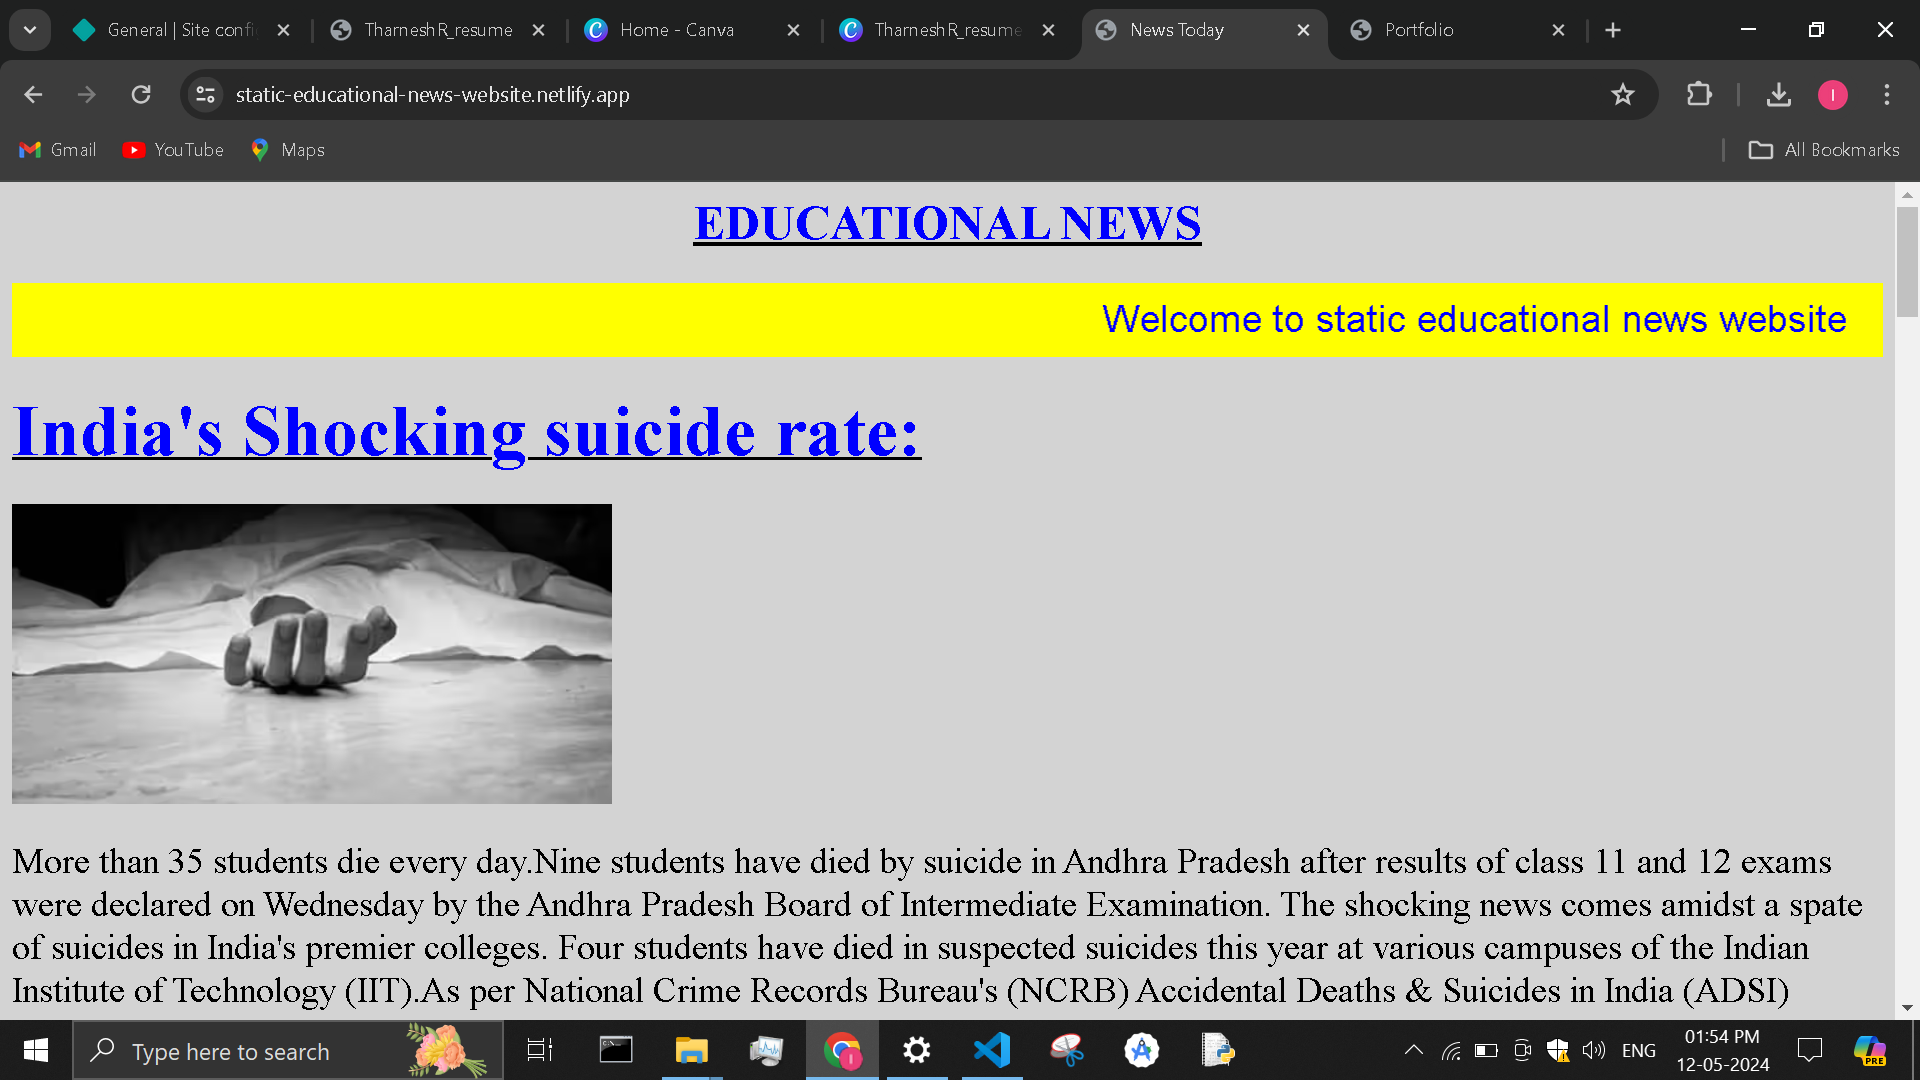 General | Site confi
TharneshR_resume
Home - Canva
TharneshR_resume
News Today
Portfolio
static-educational-news-website.netlify.app
I
Gmail
YouTube
Maps
All Bookmarks
EDUCATIONAL NEWS
Welcome to static educational news website
India's Shocking suicide rate:
More than 35 students die every day.Nine students have died by suicide in Andhra Pradesh after results of class 11 and 12 exams
were declared on Wednesday by the Andhra Pradesh Board of Intermediate Examination. The shocking news comes amidst a spate
of suicides in India's premier colleges. Four students have died in suspected suicides this year at various campuses of the Indian
Institute of Technology (IIT).As per National Crime Records Bureau's (NCRB) Accidental Deaths & Suicides in India (ADSI)
Type here to search
ENG
01:54 PM
12-05-2024
PRE